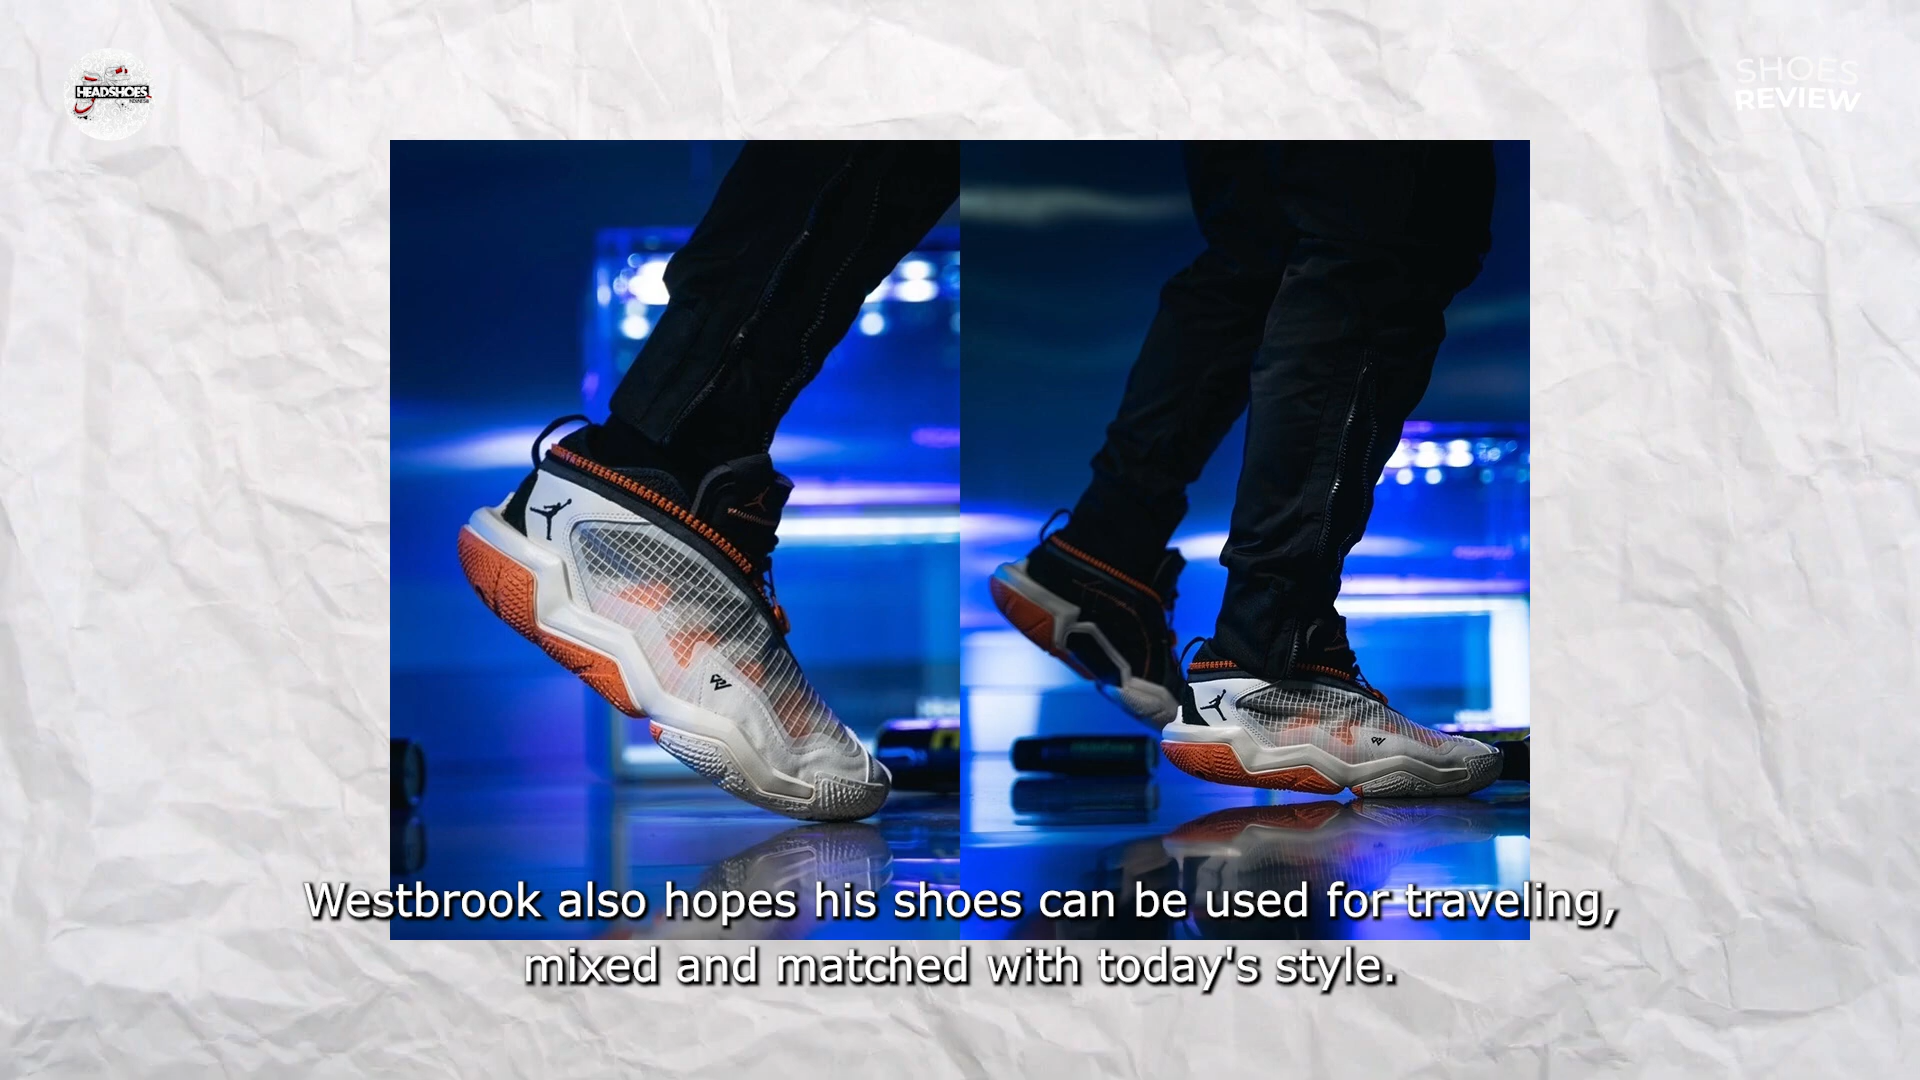 HEADSHOES
SHOES
REVIEW
Westbrook also hopes his shoes can be used for traveling,
mixed and matched with today's style.